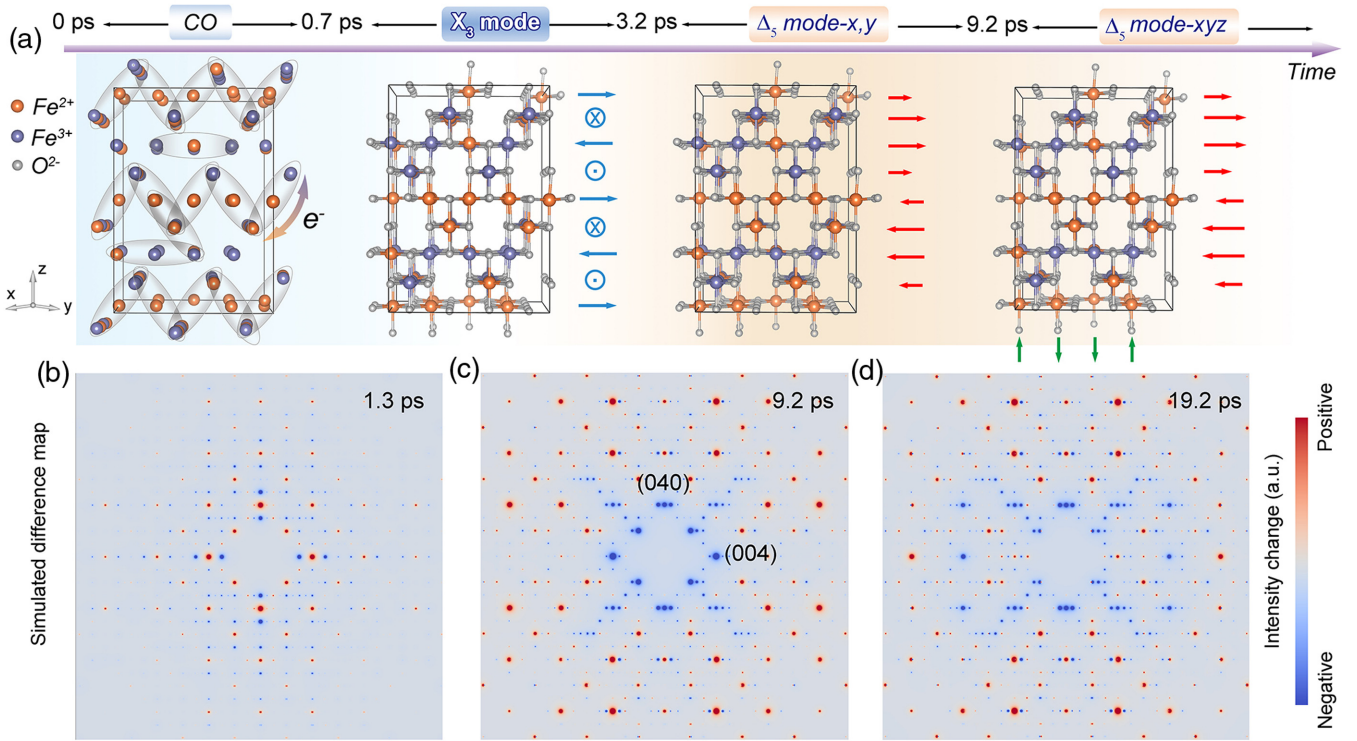 0 ps CO 0.7 ps X₃ mode 3.2 ps Δ₅ mode-x,y 9.2 ps Δ₅ mode-xyz
(a)
Time
Fe²⁺
Fe³⁺
O²⁻
e⁻
z
x y
(b) (c) (d)
1.3 ps 9.2 ps 19.2 ps
(040)
(004)
Simulated difference map
Intensity change (a.u.)
Positive
Negative